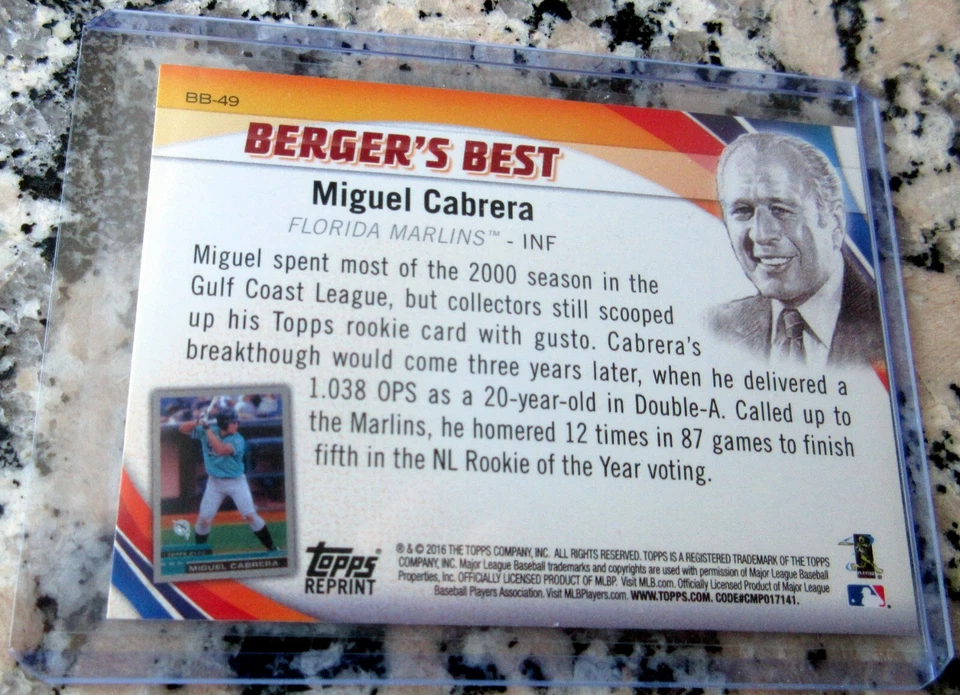 BB-49
BERGER'S BEST
Miguel Cabrera
FLORIDA MARLINS™ - INF
Miguel spent most of the 2000 season in the
Gulf Coast League, but collectors still scooped
up his Topps rookie card with gusto. Cabrera's
breakthough would come three years later, when he delivered a
1.038 OPS as a 20-year-old in Double-A. Called up to
the Marlins, he homered 12 times in 87 games to finish
fifth in the NL Rookie of the Year voting.
MIGUEL CABRERA
topps®
REPRINT
® & © 2016 THE TOPPS COMPANY, INC. ALL RIGHTS RESERVED. TOPPS IS A REGISTERED TRADEMARK OF THE TOPPS
COMPANY, INC. Major League Baseball trademarks and copyrights are used with permission of Major League Baseball
Properties, Inc. OFFICIALLY LICENSED PRODUCT OF MLBP. Visit MLB.com. Officially Licensed Product of Major League
Baseball Players Association. Visit MLBPlayers.com. WWW.TOPPS.COM. CODE#CMP017141.